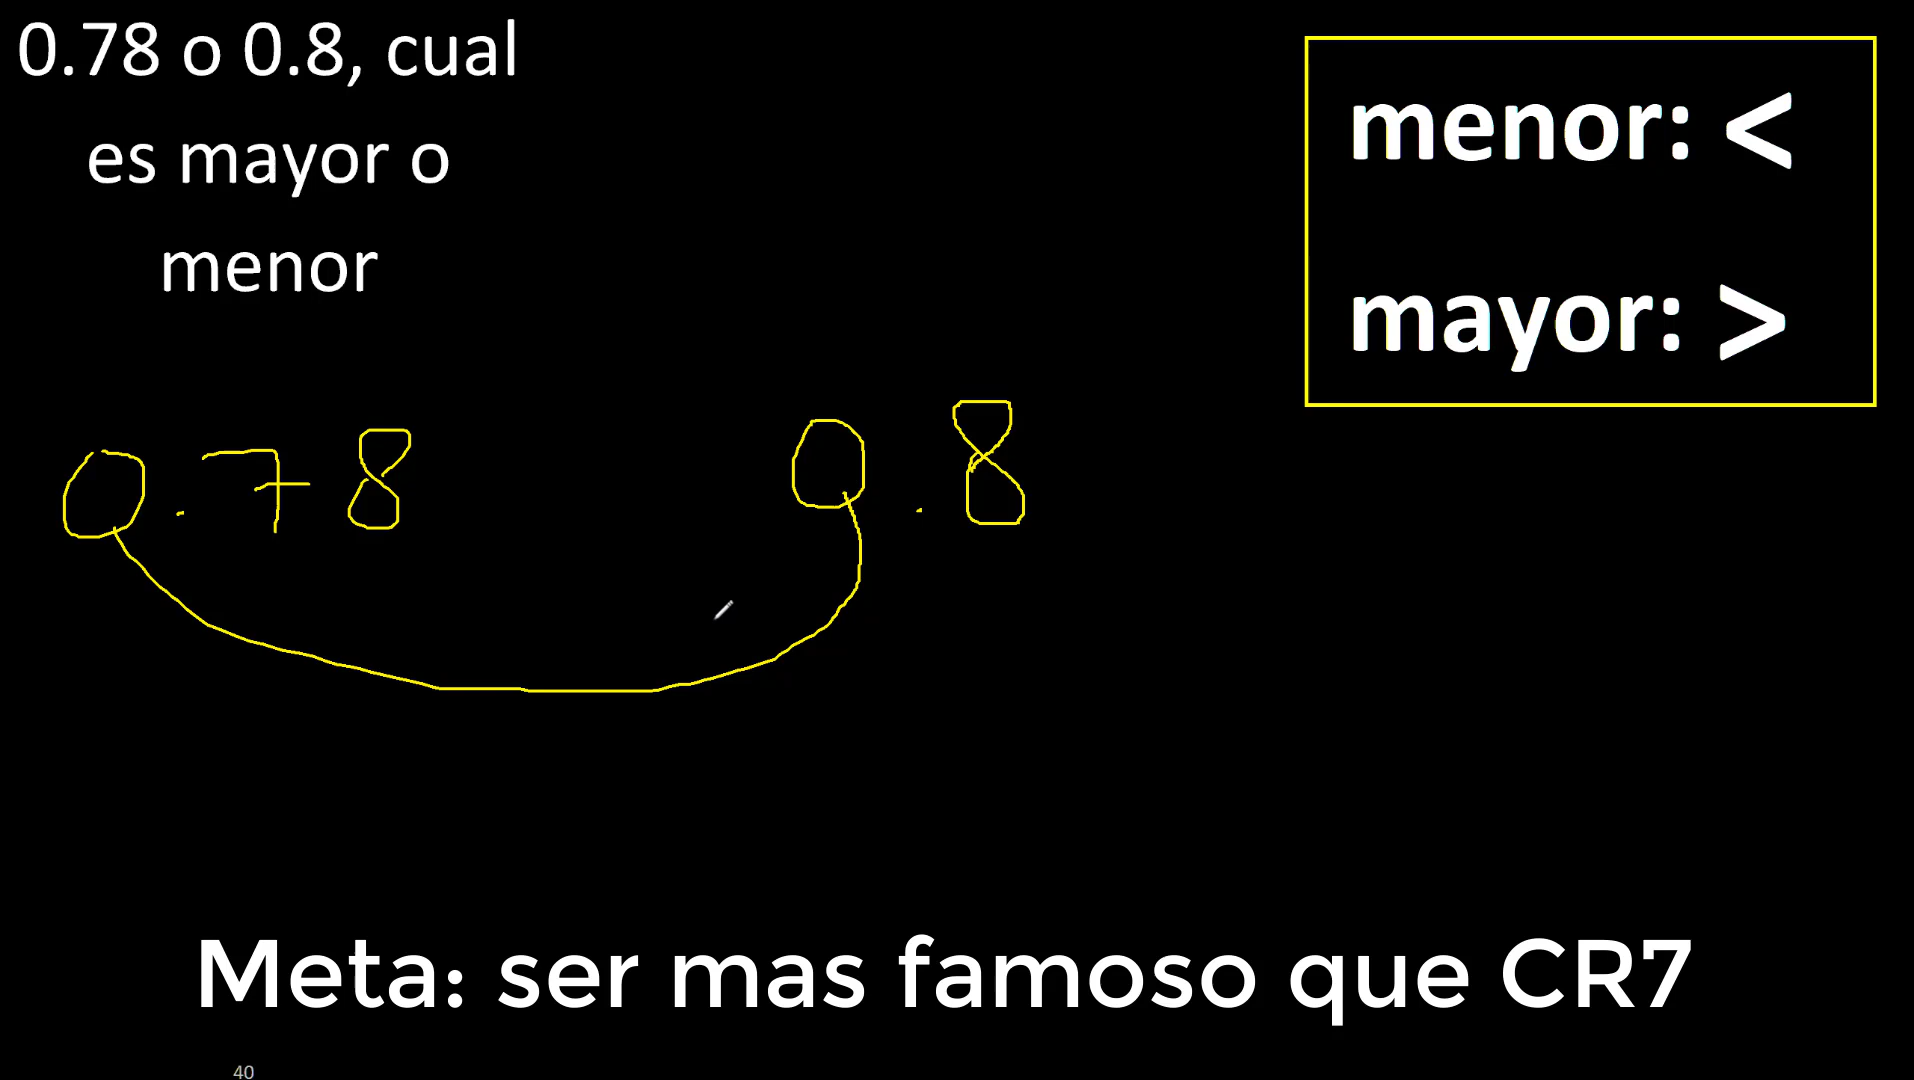 0.78 o 0.8, cual
es mayor o
menor
menor: <
mayor: >
0.78 0.8
Meta: ser mas famoso que CR7
40